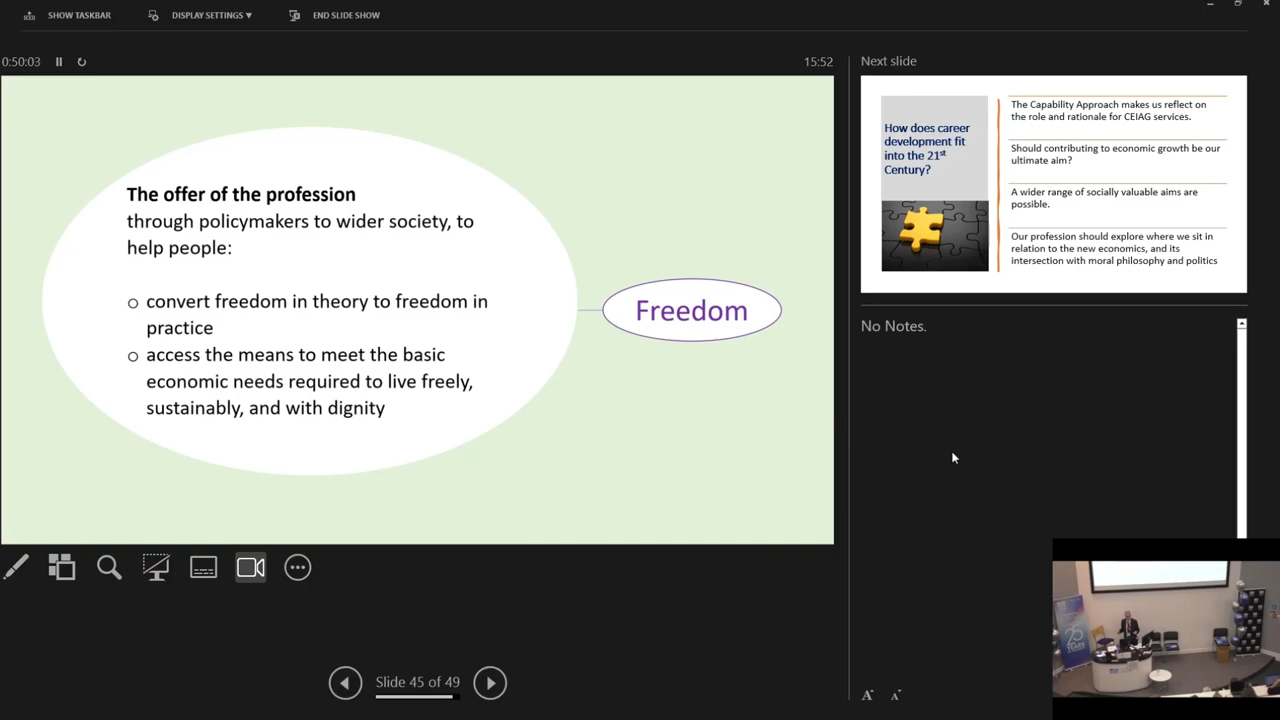 SHOW TASKBAR
DISPLAY SETTINGS ▼
END SLIDE SHOW
0:50:03
15:52
The offer of the profession
through policymakers to wider society, to
help people:
convert freedom in theory to freedom in
practice
access the means to meet the basic
economic needs required to live freely,
sustainably, and with dignity
Freedom
Next slide
How does career
development fit
into the 21st
Century?
The Capability Approach makes us reflect on
the role and rationale for CEIAG services.
Should contributing to economic growth be our
ultimate aim?
A wider range of socially valuable aims are
possible.
Our profession should explore where we sit in
relation to the new economics, and its
intersection with moral philosophy and politics
No Notes.
Slide 45 of 49
A A
25
YEARS